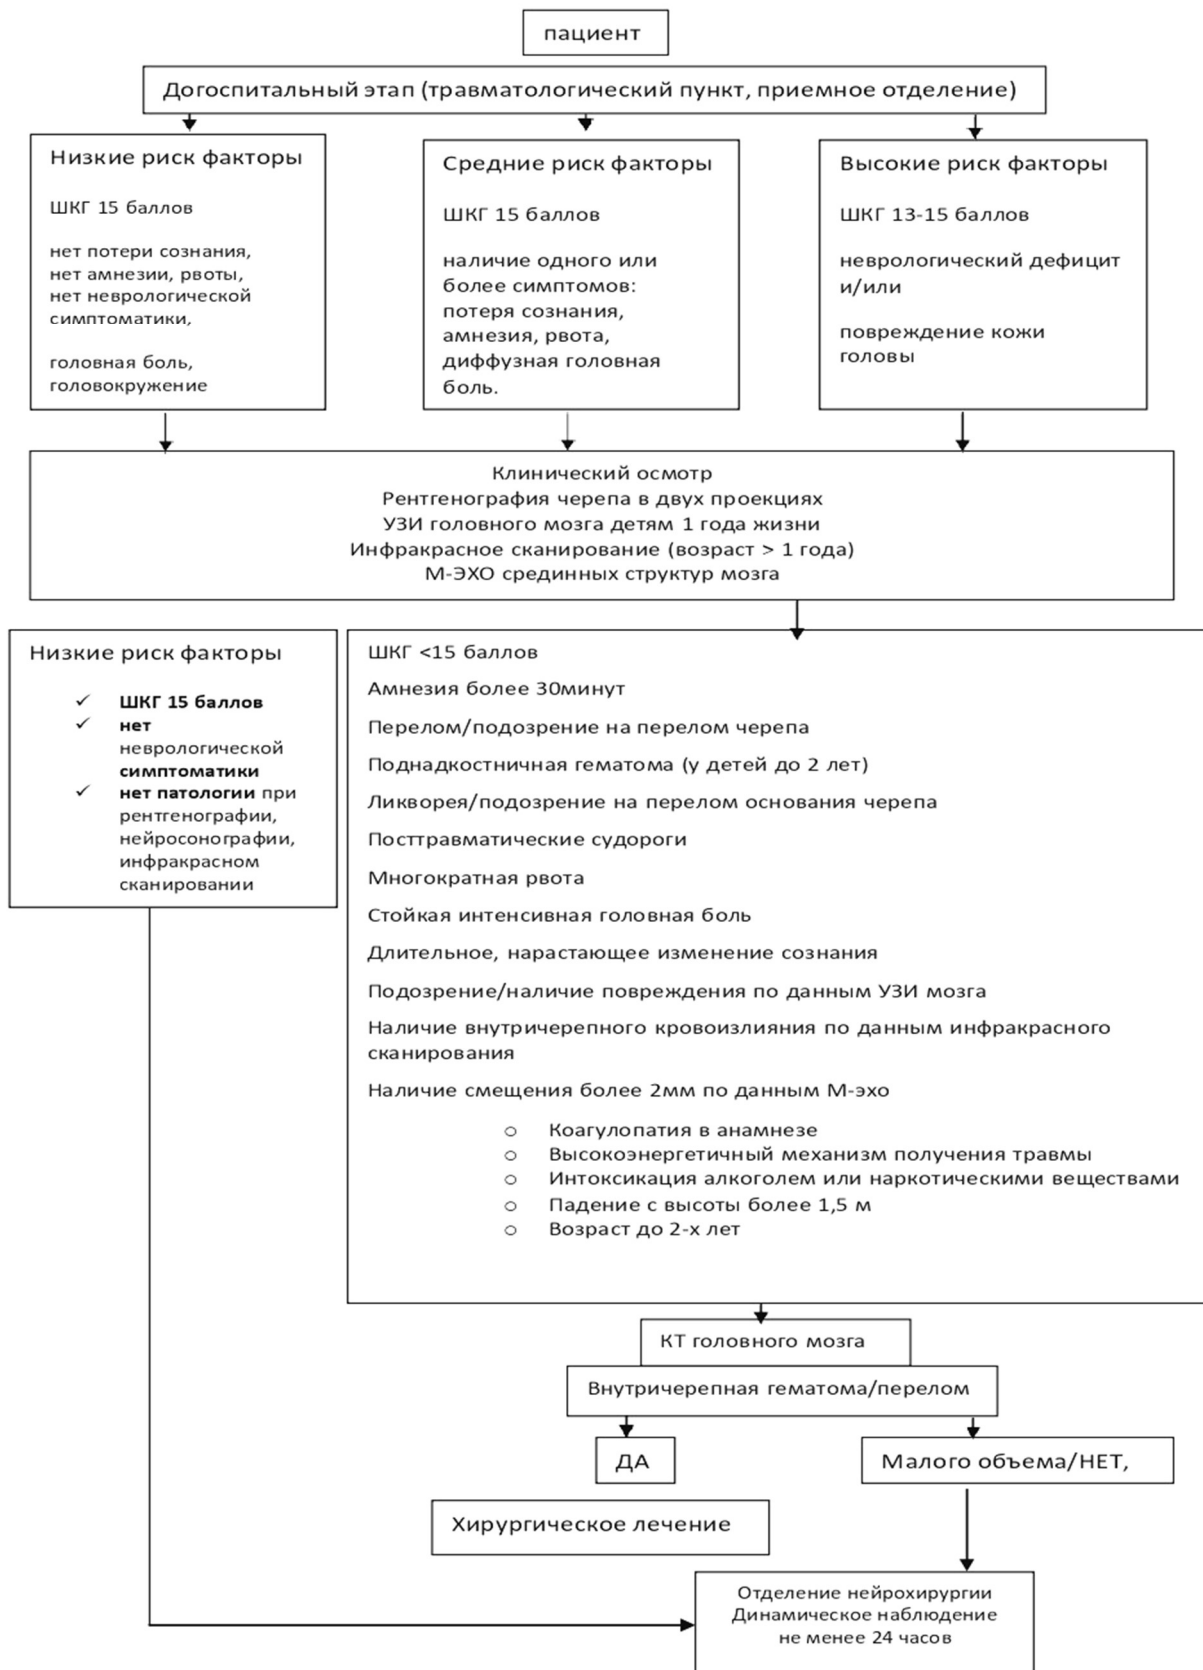 пациент
Догоспитальный этап (травматологический пункт, приемное отделение)
Низкие риск факторы
ШКГ 15 баллов
нет потери сознания,
нет амнезии, рвоты,
нет неврологической
симптоматики,
головная боль,
головокружение
Средние риск факторы
ШКГ 15 баллов
наличие одного или
более симптомов:
потеря сознания,
амнезия, рвота,
диффузная головная
боль.
Высокие риск факторы
ШКГ 13-15 баллов
неврологический дефицит
и/или
повреждение кожи
головы
Клинический осмотр
Рентгенография черепа в двух проекциях
УЗИ головного мозга детям 1 года жизни
Инфракрасное сканирование (возраст > 1 года)
М-ЭХО срединных структур мозга
Низкие риск факторы
✓ ШКГ 15 баллов
✓ нет
неврологической
симптоматики
✓ нет патологии при
рентгенографии,
нейросонографии,
инфракрасном
сканировании
ШКГ <15 баллов
Амнезия более 30минут
Перелом/подозрение на перелом черепа
Поднадкостничная гематома (у детей до 2 лет)
Ликворея/подозрение на перелом основания черепа
Посттравматические судороги
Многократная рвота
Стойкая интенсивная головная боль
Длительное, нарастающее изменение сознания
Подозрение/наличие повреждения по данным УЗИ мозга
Наличие внутричерепного кровоизлияния по данным инфракрасного
сканирования
Наличие смещения более 2мм по данным М-эхо
o Коагулопатия в анамнезе
o Высокоэнергетичный механизм получения травмы
o Интоксикация алкоголем или наркотическими веществами
o Падение с высоты более 1,5 м
o Возраст до 2-х лет
КТ головного мозга
Внутричерепная гематома/перелом
ДА
Малого объема/НЕТ,
Хирургическое лечение
Отделение нейрохирургии
Динамическое наблюдение
не менее 24 часов